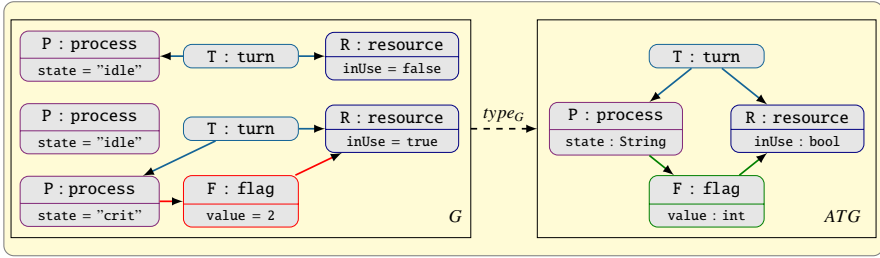 P : process
state = ”idle”
T : turn
R : resource
inUse = false
P : process
state = ”idle”
T : turn
R : resource
inUse = true
P : process
state = ”crit”
F : flag
value = 2
G
type_G
T : turn
P : process
state : String
R : resource
inUse : bool
F : flag
value : int
ATG